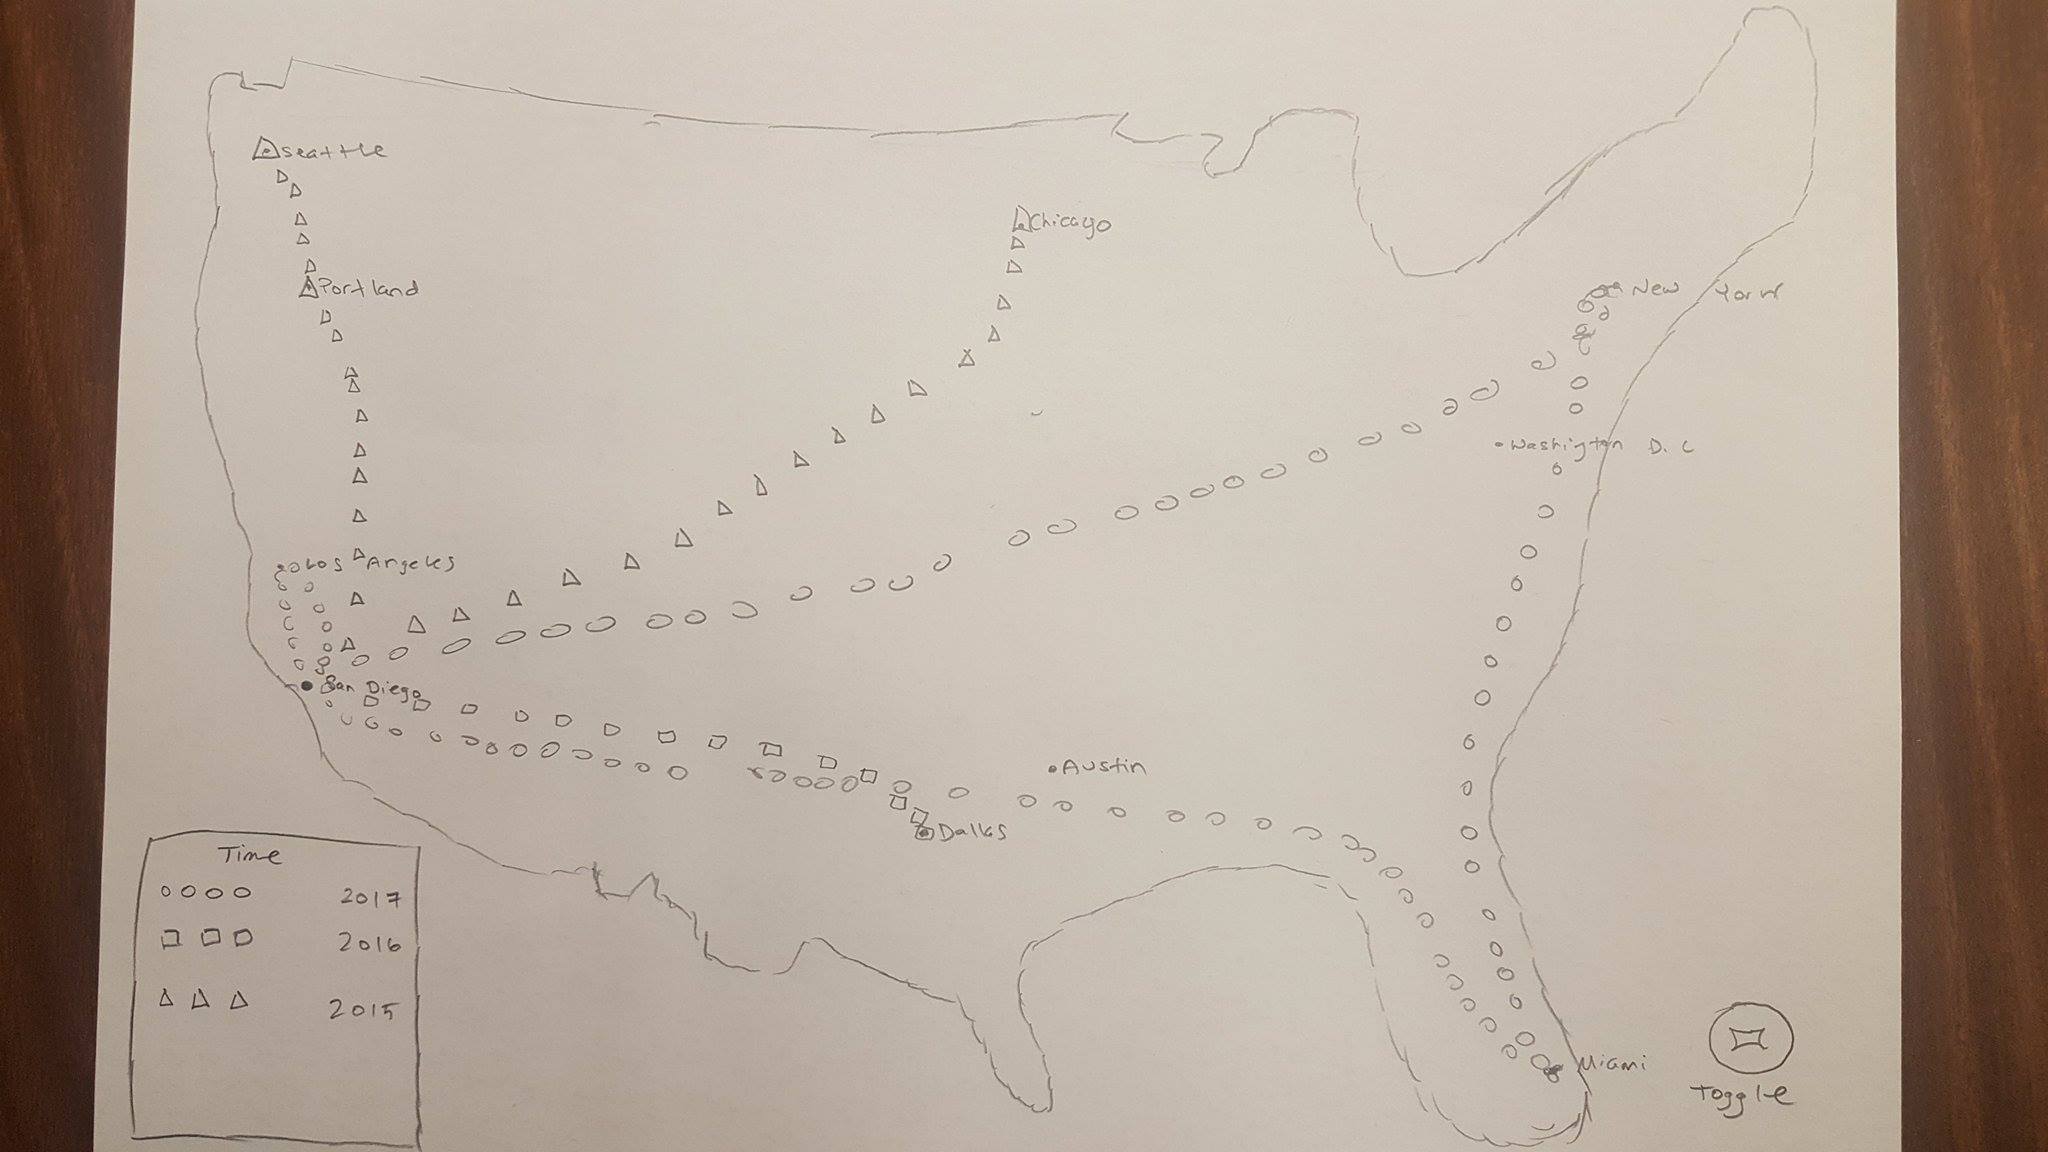 Seattle
Chicago
Portland
New York
Washington D.C
Los Angeles
San Diego
Austin
Dallas
Time
2017
2016
2015
Miami
Toggle